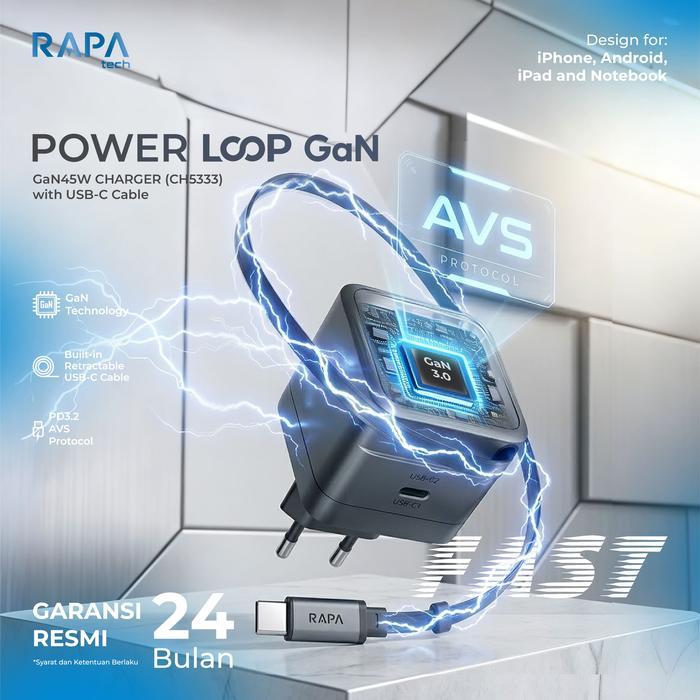 RAPA
tech
Design for:
iPhone, Android,
iPad and Notebook
POWER LOOP GaN
GaN45W CHARGER (CH5333)
with USB-C Cable
AVS
PROTOCOL
GaN
GaN
Technology
Built-in
Retractable
USB-C Cable
PD3.2
AVS
Protocol
GaN
3.0
USB-C2
USB-C1
FAST
RAPA
GARANSI
RESMI
24
Bulan
*Syarat dan Ketentuan Berlaku